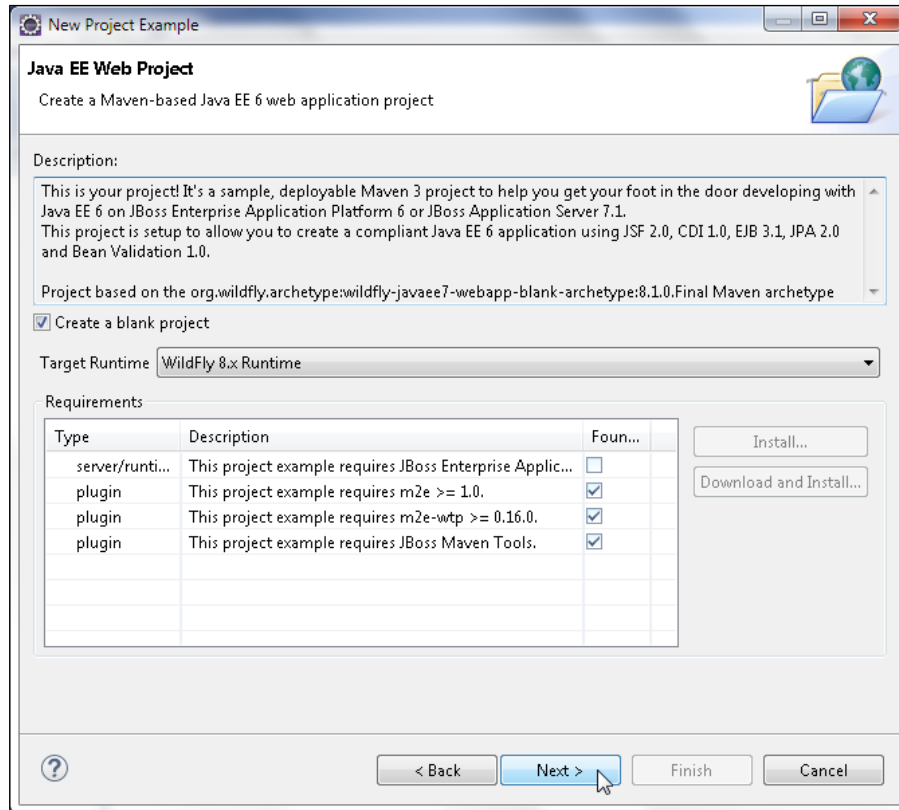 New Project Example
Java EE Web Project
Create a Maven-based Java EE 6 web application project
Description:
This is your project! It's a sample, deployable Maven 3 project to help you get your foot in the door developing with
Java EE 6 on JBoss Enterprise Application Platform 6 or JBoss Application Server 7.1.
This project is setup to allow you to create a compliant Java EE 6 application using JSF 2.0, CDI 1.0, EJB 3.1, JPA 2.0
and Bean Validation 1.0.
Project based on the org.wildfly.archetype:wildfly-javaee7-webapp-blank-archetype:8.1.0.Final Maven archetype
Create a blank project
Target Runtime WildFly 8.x Runtime
Requirements
Type Description Foun...
server/runti... This project example requires JBoss Enterprise Applic...
plugin This project example requires m2e >= 1.0.
plugin This project example requires m2e-wtp >= 0.16.0.
plugin This project example requires JBoss Maven Tools.
Install...
Download and Install...
? < Back Next > Finish Cancel